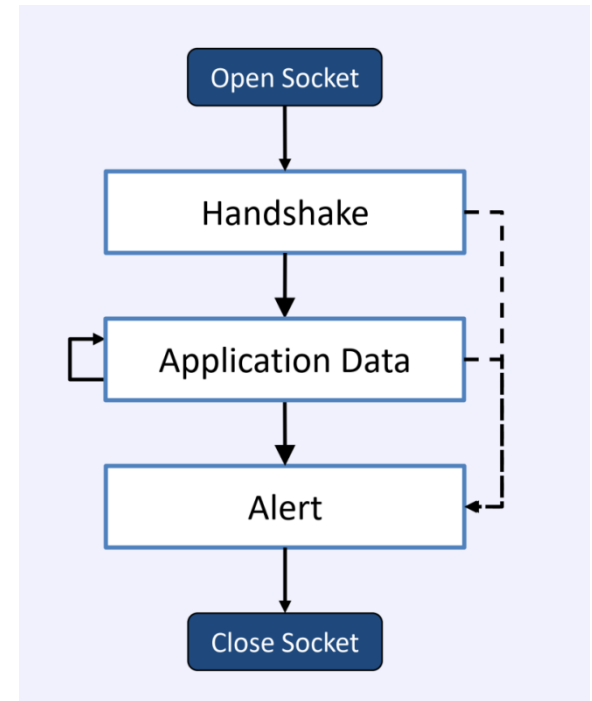 Open Socket
Handshake
Application Data
Alert
Close Socket